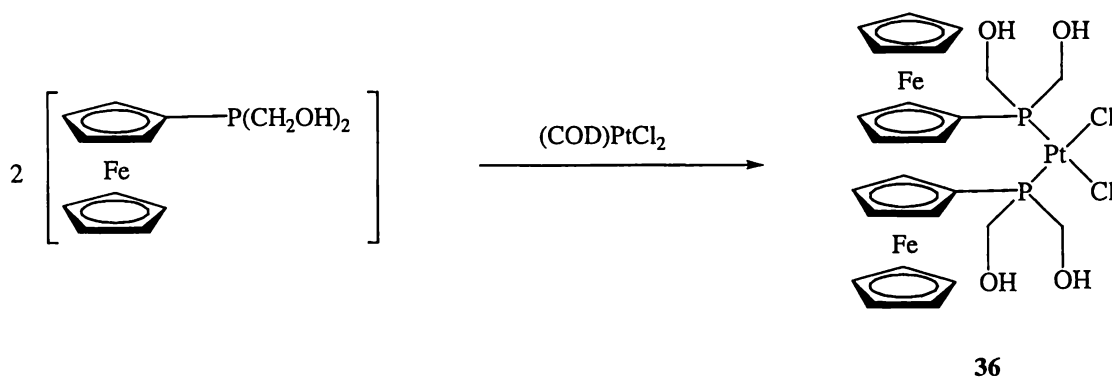 OH OH
Fe
P(CH₂OH)₂
P Cl
(COD)PtCl₂
Pt
2 Fe
P Cl
Fe
OH OH
36